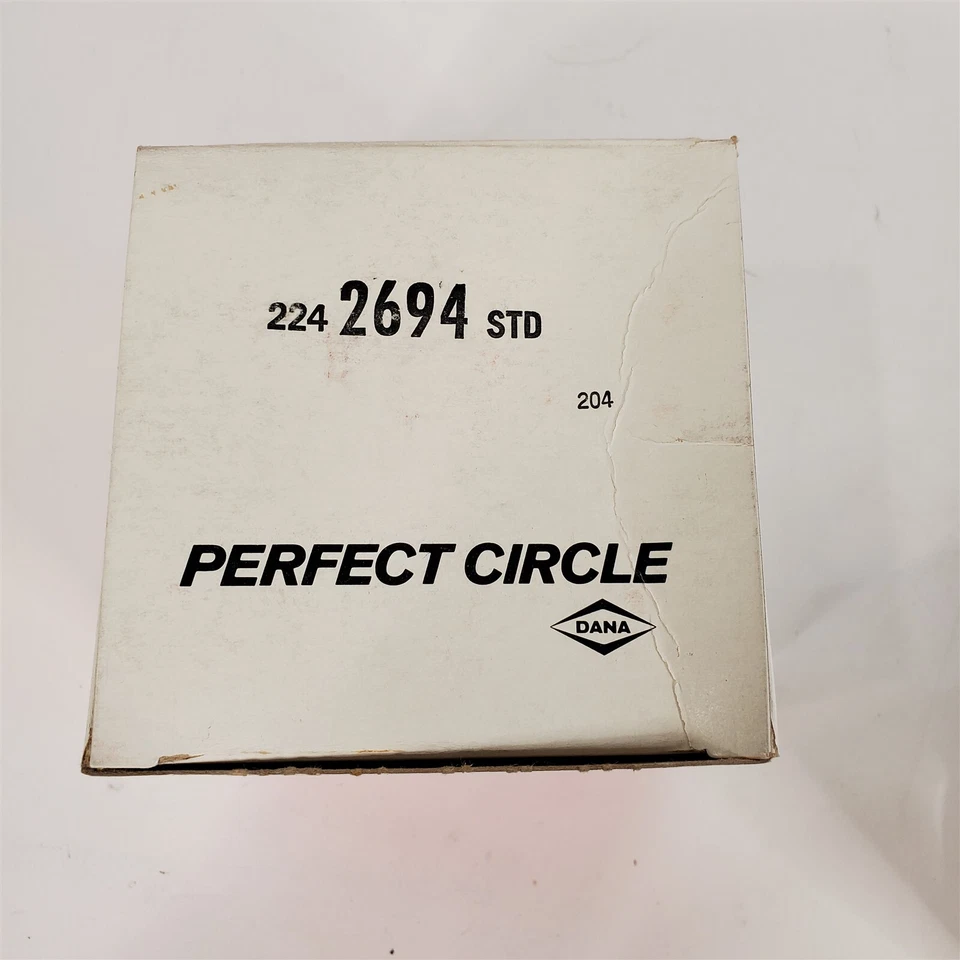 224 2694 STD
204
PERFECT CIRCLE
DANA